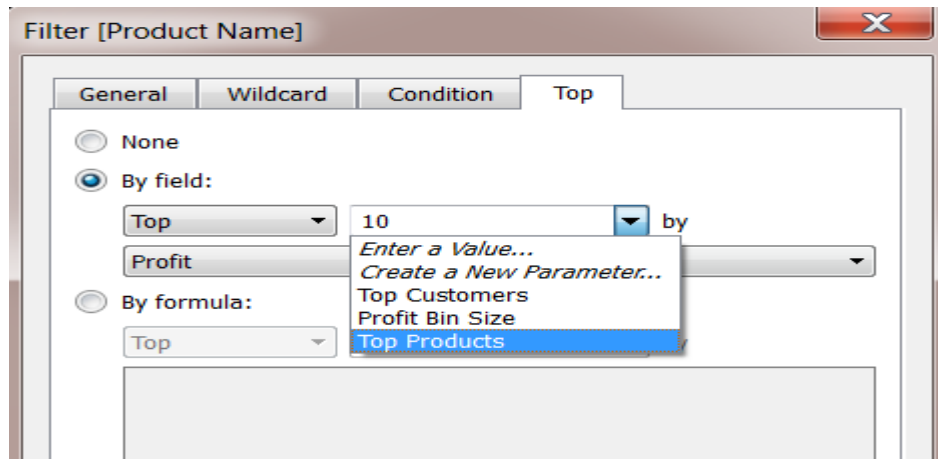 Filter [Product Name]
General Wildcard Condition Top
None
By field:
Top 10 by
Profit
Enter a Value...
Create a New Parameter...
Top Customers
Profit Bin Size
Top Products
By formula:
Top